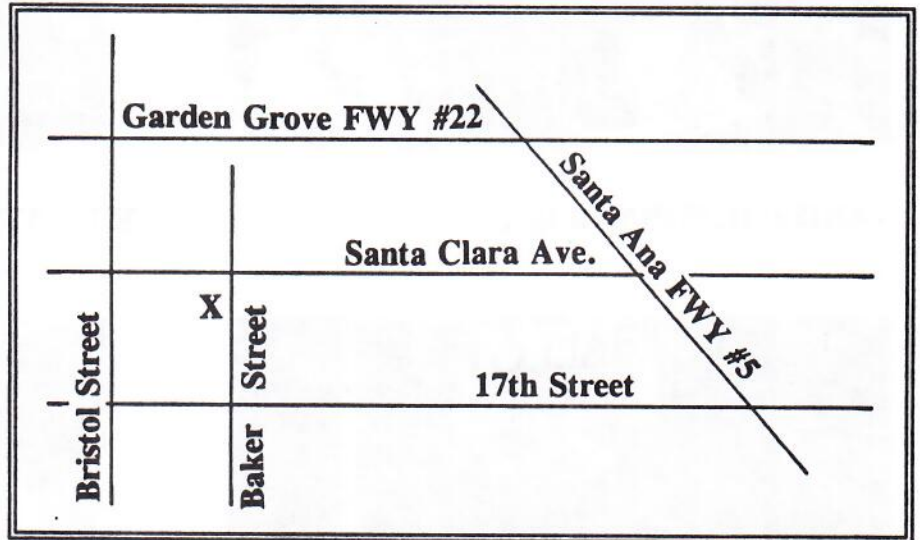 Garden Grove FWY #22
Santa Ana FWY #5
Santa Clara Ave.
X
Bristol Street
Baker Street
17th Street